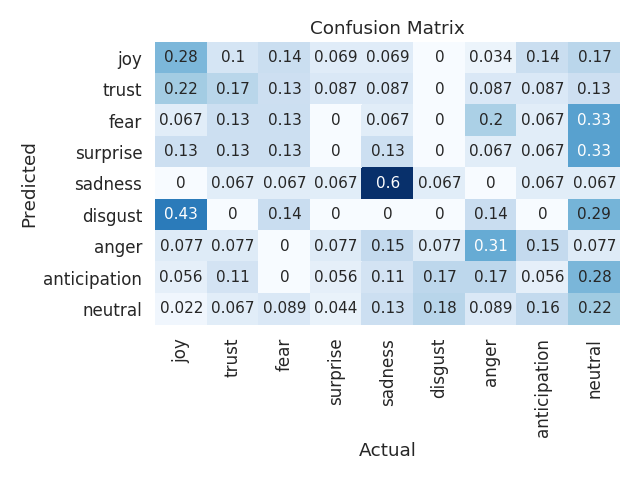 Confusion Matrix
joy 0.28 0.1 0.14 0.069 0.069 0 0.034 0.14 0.17
trust 0.22 0.17 0.13 0.087 0.087 0 0.087 0.087 0.13
fear 0.067 0.13 0.13 0 0.067 0 0.2 0.067 0.33
surprise 0.13 0.13 0.13 0 0.13 0 0.067 0.067 0.33
sadness 0 0.067 0.067 0.067 0.6 0.067 0 0.067 0.067
disgust 0.43 0 0.14 0 0 0 0.14 0 0.29
anger 0.077 0.077 0 0.077 0.15 0.077 0.31 0.15 0.077
anticipation 0.056 0.11 0 0.056 0.11 0.17 0.17 0.056 0.28
neutral 0.022 0.067 0.089 0.044 0.13 0.18 0.089 0.16 0.22
Predicted
joy trust fear surprise sadness disgust anger anticipation neutral
Actual